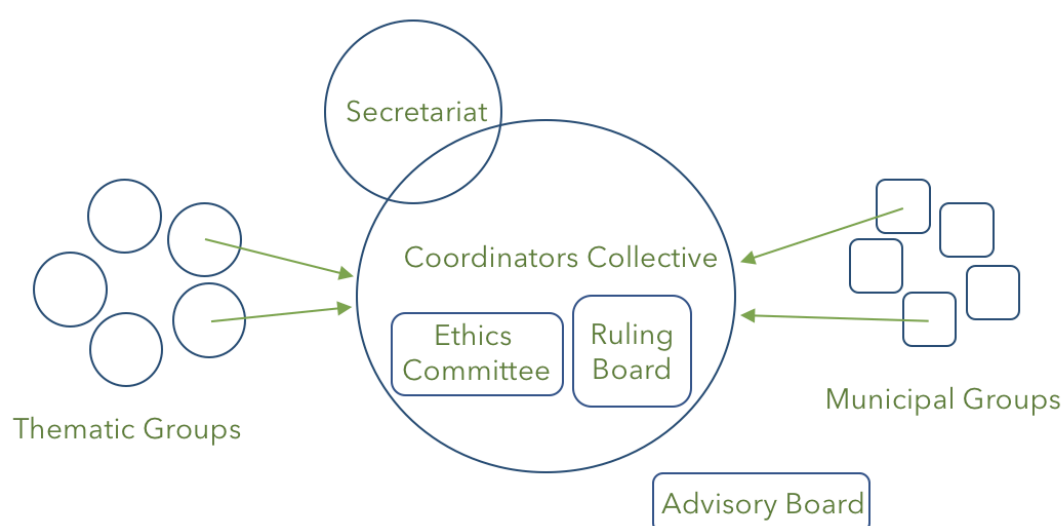 Secretariat
Coordinators Collective
Ethics
Committee
Ruling
Board
Thematic Groups
Municipal Groups
Advisory Board